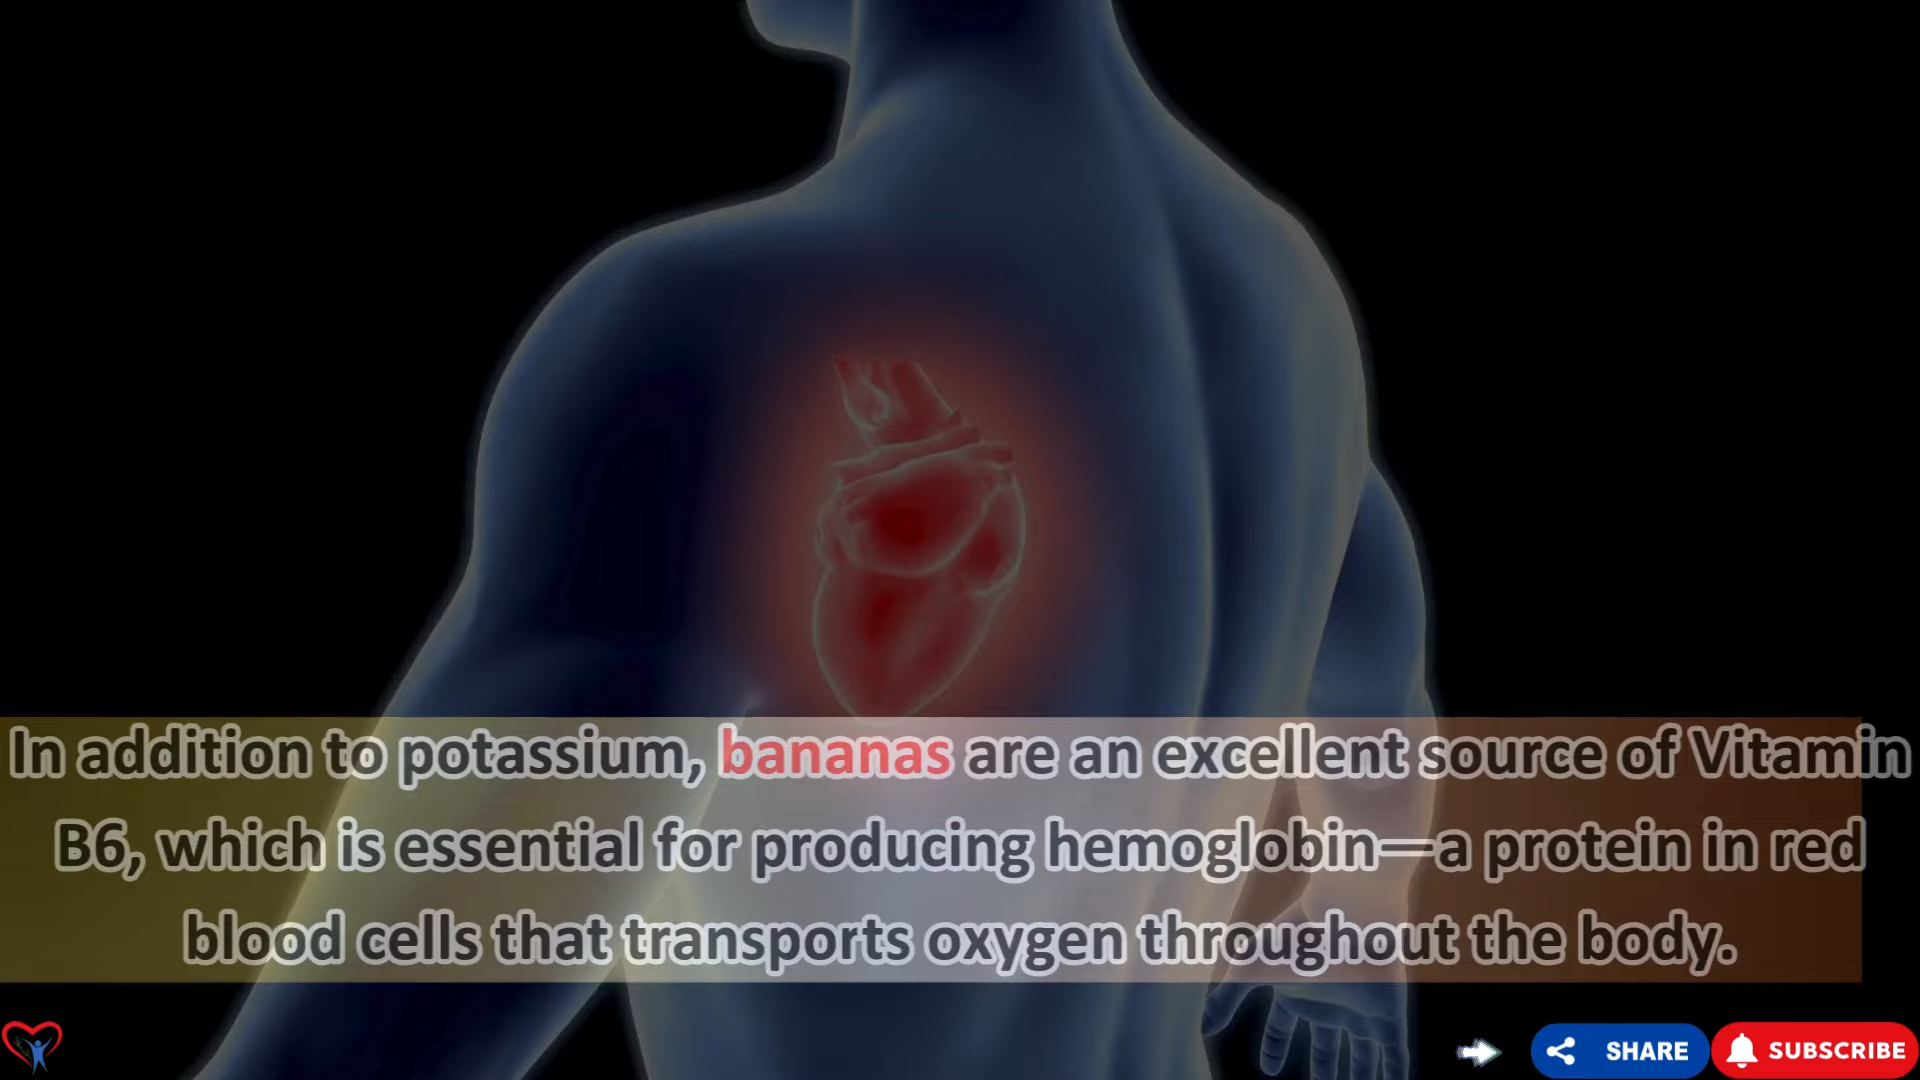 In addition to potassium, bananas are an excellent source of Vitamin
B6, which is essential for producing hemoglobin—a protein in red
blood cells that transports oxygen throughout the body.
SHARE
SUBSCRIBE